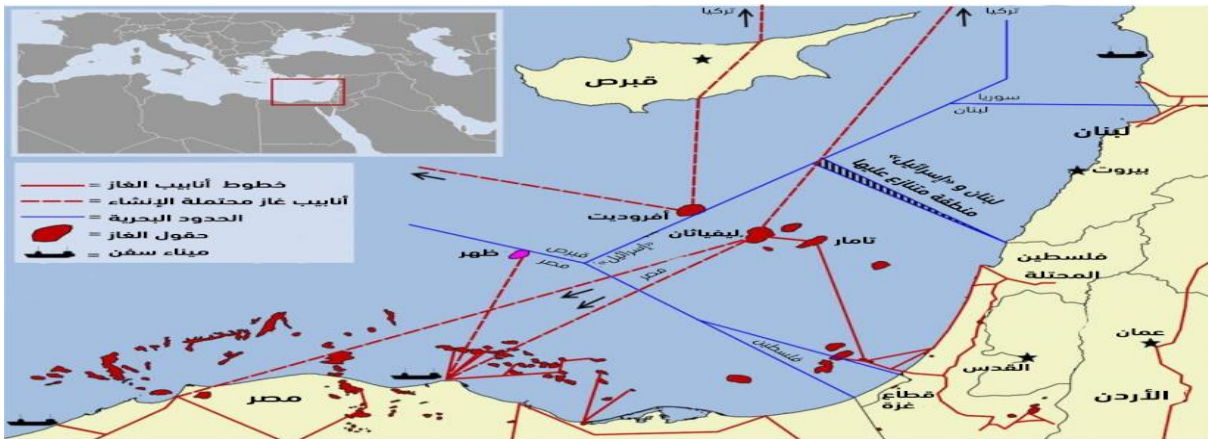 تركيا
تركيا
قبرص
سوريا
لبنان
لبنان
بيروت
لبنان و «إسرائيل»
منطقة متنازع عليها
خطوط أنابيب الغاز =
أنابيب غاز محتملة الإنشاء =
الحدود البحرية =
حقول الغاز =
ميناء سفن =
أفروديت
ليفياثان
تامار
ظهر
قبرص
مصر
«إسرائيل»
مصر
فلسطين
المحتلة
فلسطين
عمان
القدس
قطاع
غزة
الأردن
مصر